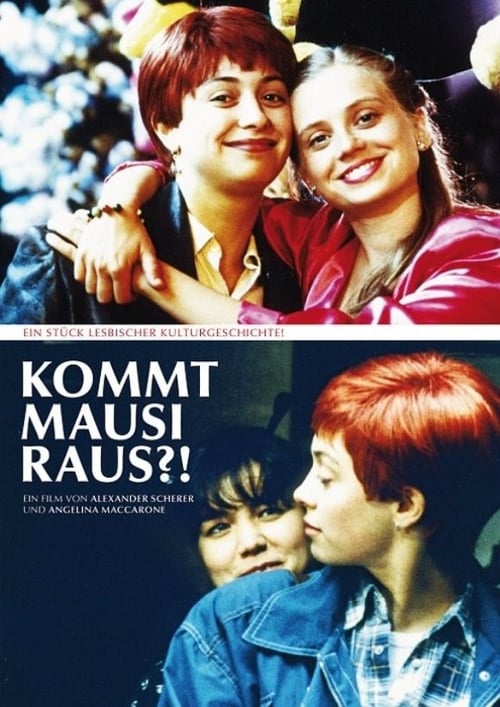 EIN STÜCK LESBISCHER KULTURGESCHICHTE!
KOMMT
MAUSI
RAUS?!
EIN FILM VON ALEXANDER SCHERER
UND ANGELINA MACCARONE